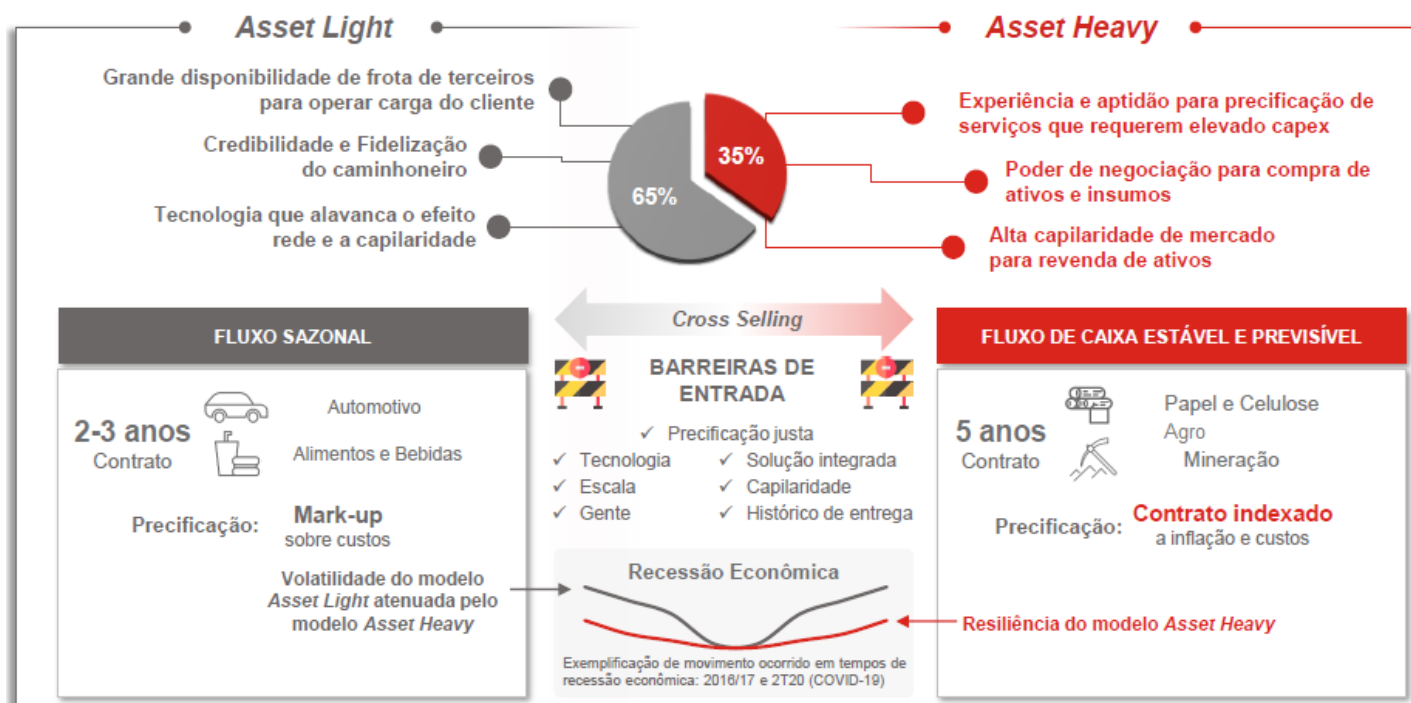 Asset Light
Asset Heavy
Grande disponibilidade de frota de terceiros
para operar carga do cliente
Credibilidade e Fidelização
do caminhoneiro
Tecnologia que alavanca o efeito
rede e a capilaridade
65%
35%
Experiência e aptidão para precificação de
serviços que requerem elevado capex
Poder de negociação para compra de
ativos e insumos
Alta capilaridade de mercado
para revenda de ativos
FLUXO SAZONAL
2-3 anos
Contrato
Automotivo
Alimentos e Bebidas
Precificação:
Mark-up
sobre custos
Volatilidade do modelo
Asset Light atenuada pelo
modelo Asset Heavy
Cross Selling
BARREIRAS DE
ENTRADA
✓ Precificação justa
✓ Tecnologia
✓ Solução integrada
✓ Escala
✓ Capilaridade
✓ Gente
✓ Histórico de entrega
Recessão Econômica
Exemplificação de movimento ocorrido em tempos de
recessão econômica: 2016/17 e 2T20 (COVID-19)
FLUXO DE CAIXA ESTÁVEL E PREVISÍVEL
5 anos
Contrato
Papel e Celulose
Agro
Mineração
Precificação:
Contrato indexado
a inflação e custos
Resiliência do modelo Asset Heavy